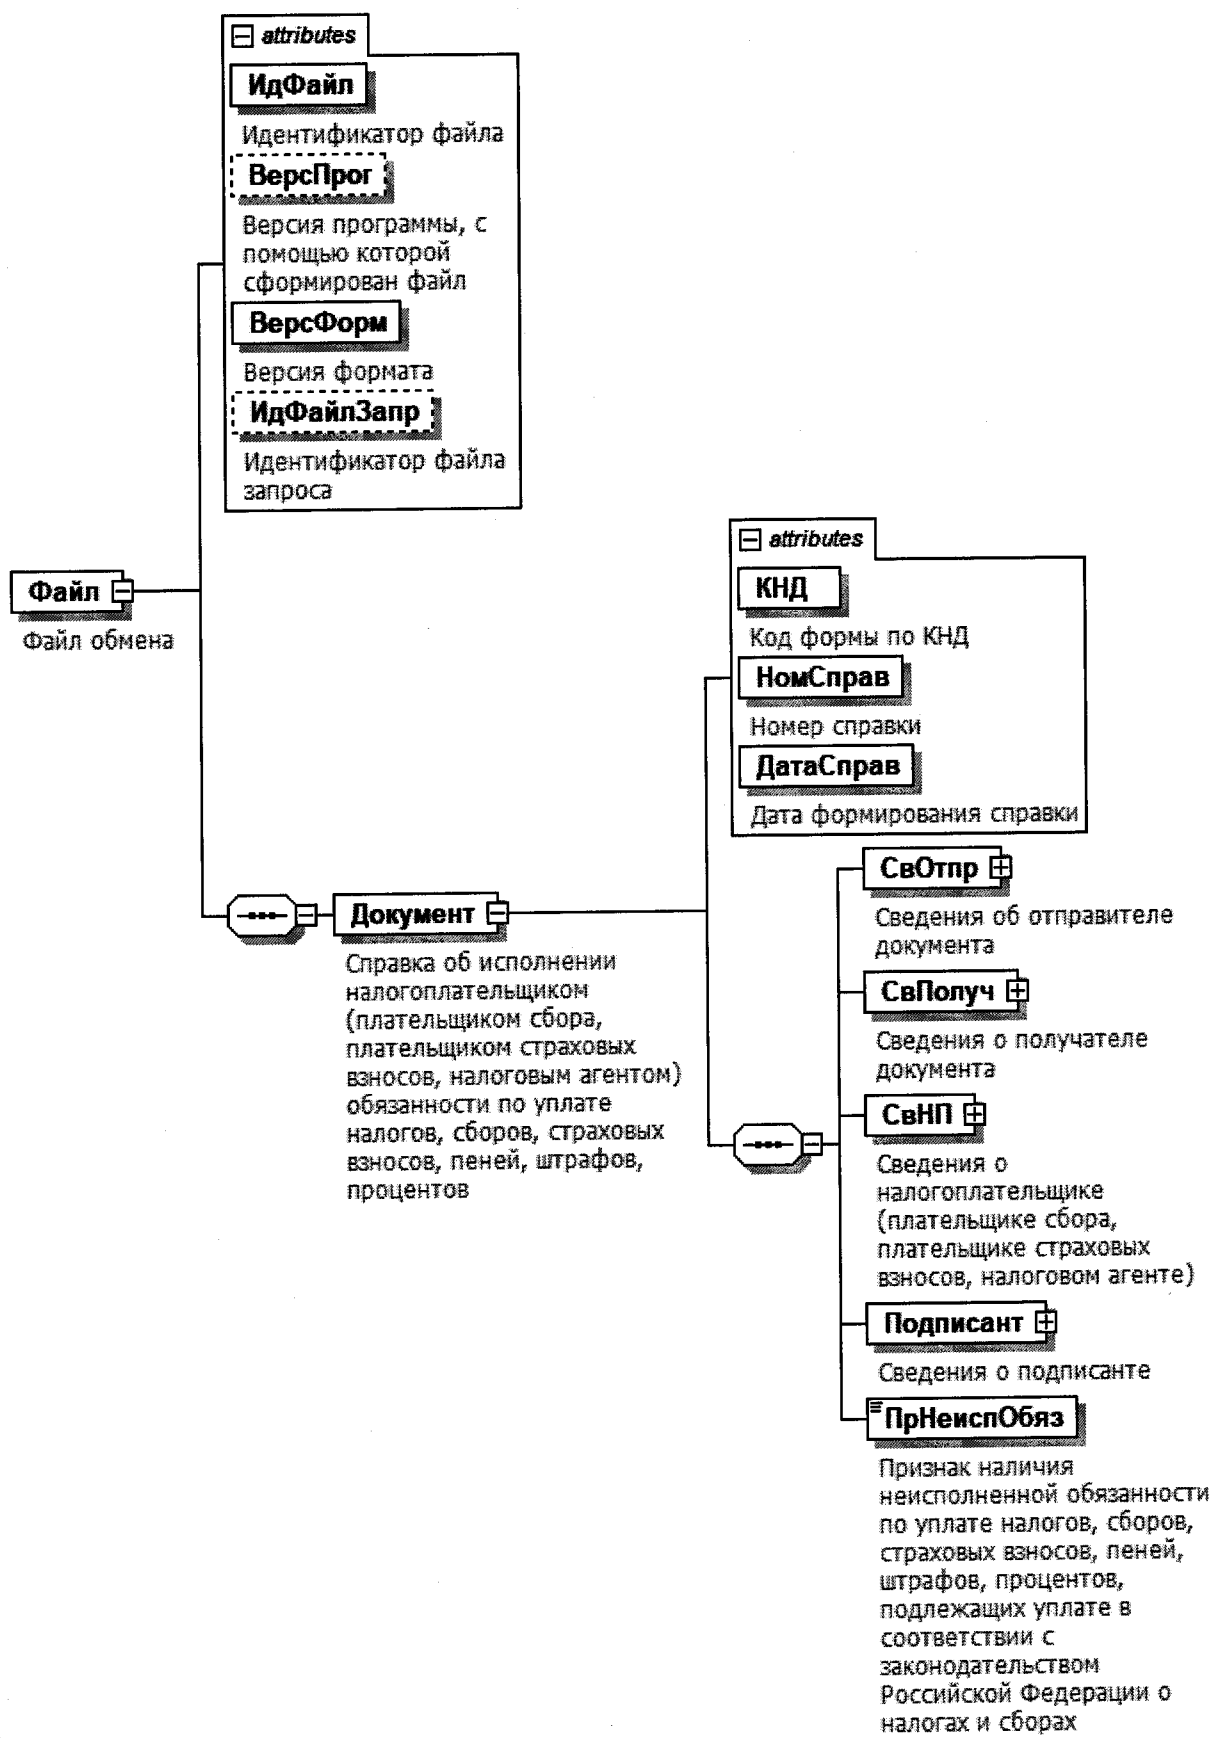 attributes
ИдФайл
Идентификатор файла
ВерсПрог
Версия программы, с
помощью которой
сформирован файл
ВерсФорм
Версия формата
ИдФайлЗапр
Идентификатор файла
запроса
Файл
Файл обмена
attributes
КНД
Код формы по КНД
НомСправ
Номер справки
ДатаСправ
Дата формирования справки
Документ
Справка об исполнении
налогоплательщиком
(плательщиком сбора,
плательщиком страховых
взносов, налоговым агентом)
обязанности по уплате
налогов, сборов, страховых
взносов, пеней, штрафов,
процентов
СвОтпр
Сведения об отправителе
документа
СвПолуч
Сведения о получателе
документа
СвНП
Сведения о
налогоплательщике
(плательщике сбора,
плательщике страховых
взносов, налоговом агенте)
Подписант
Сведения о подписанте
ПрНеиспОбяз
Признак наличия
неисполненной обязанности
по уплате налогов, сборов,
страховых взносов, пеней,
штрафов, процентов,
подлежащих уплате в
соответствии с
законодательством
Российской Федерации о
налогах и сборах